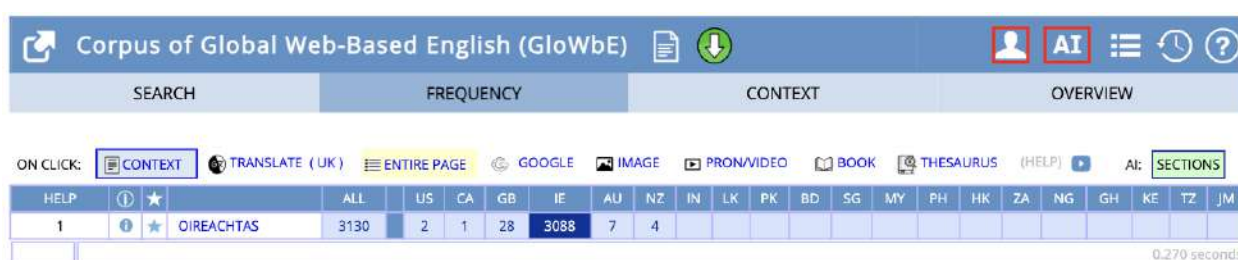 Corpus of Global Web-Based English (GloWbE) AI ?
SEARCH FREQUENCY CONTEXT OVERVIEW
ON CLICK: CONTEXT TRANSLATE (UK) ENTIRE PAGE G GOOGLE IMAGE PRON/VIDEO BOOK THESAURUS (HELP) AI: SECTIONS
HELP ALL US CA GB IE AU NZ IN LK PK BD SG MY PH HK ZA NG GH KE TZ JM
1 OIREACHTAS 3130 2 1 28 3088 7 4
0.270 seconds